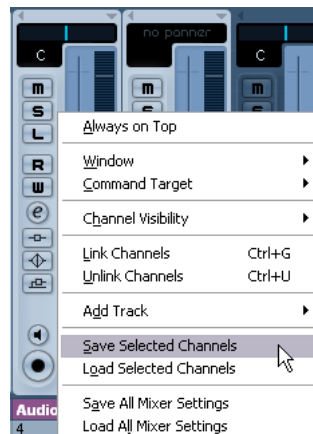 no panner
C
C
m
m
m
S
S
S
L
R
W
e
Always on Top
Window
Command Target
Channel Visibility
Link Channels Ctrl+G
Unlink Channels Ctrl+U
Add Track
Save Selected Channels
Load Selected Channels
Save All Mixer Settings
Load All Mixer Settings
Audio
4